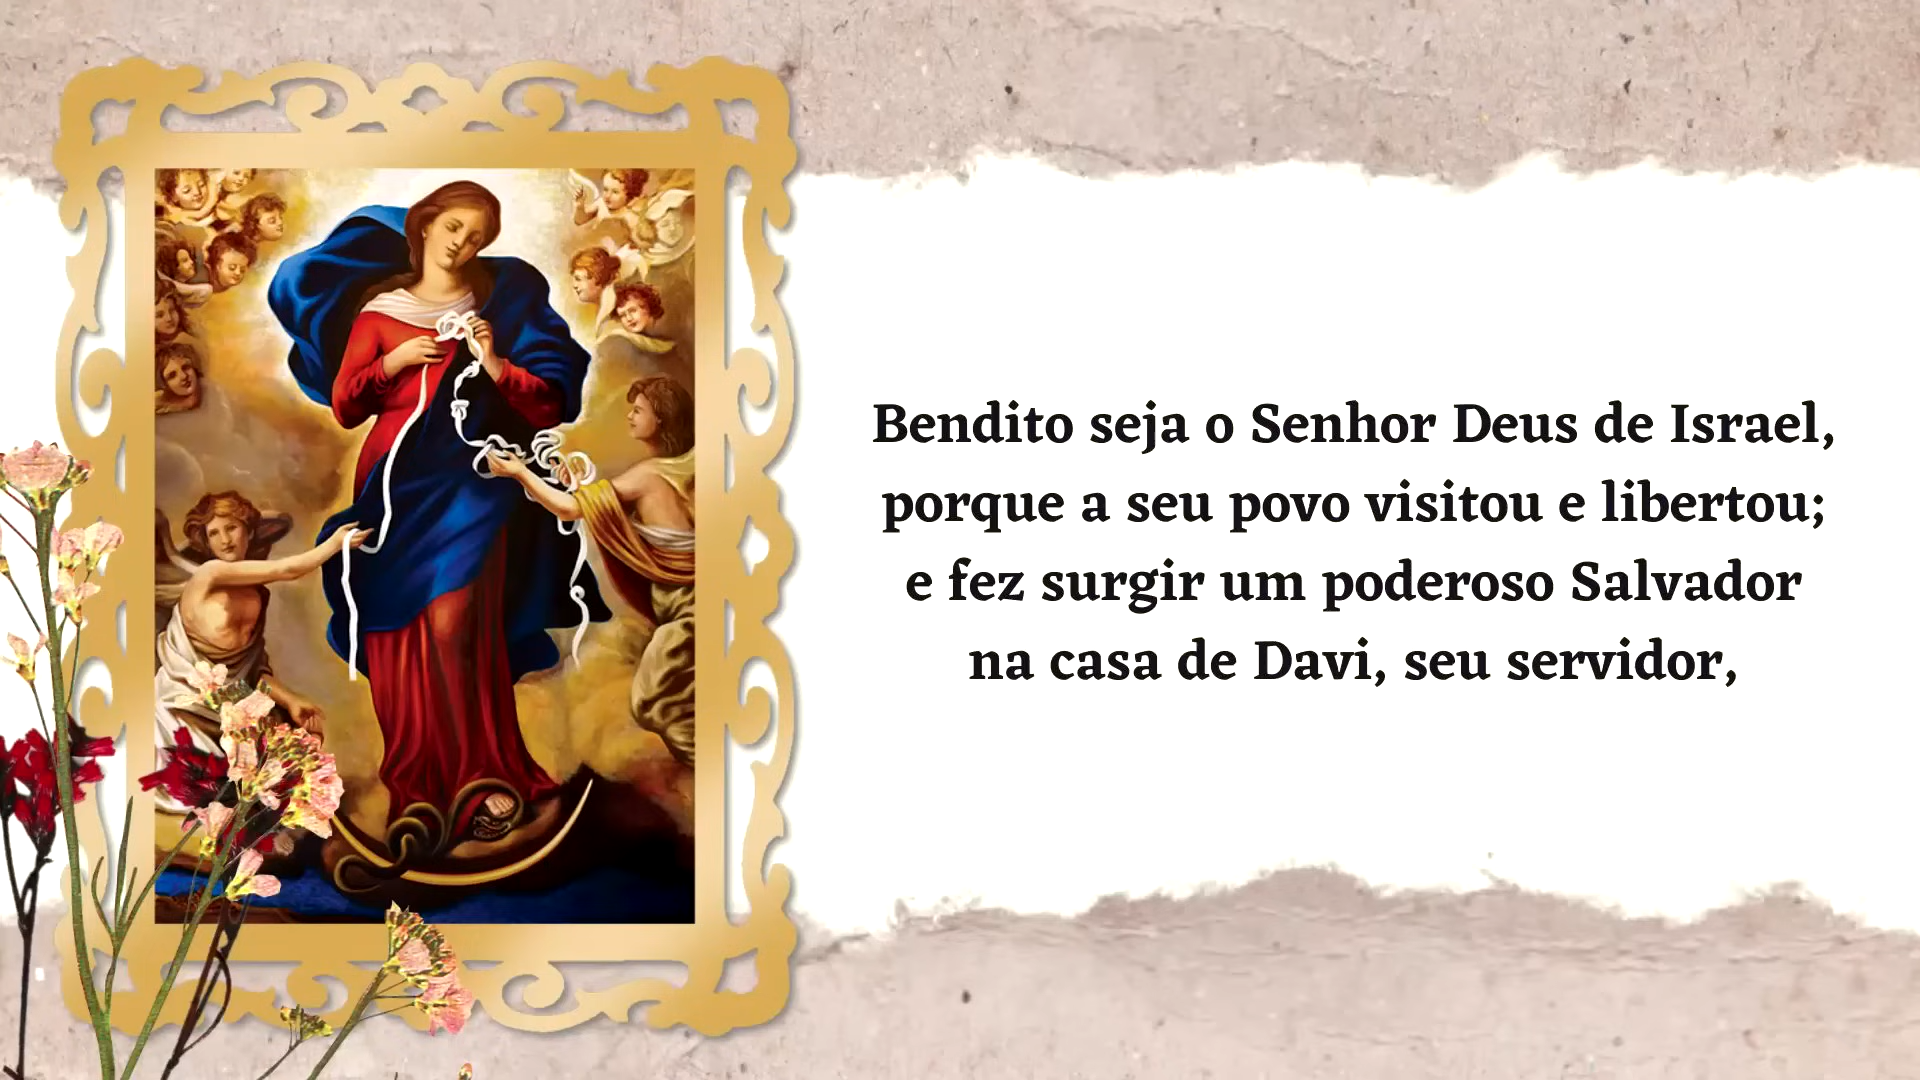 Bendito seja o Senhor Deus de Israel,
porque a seu povo visitou e libertou;
e fez surgir um poderoso Salvador
na casa de Davi, seu servidor,